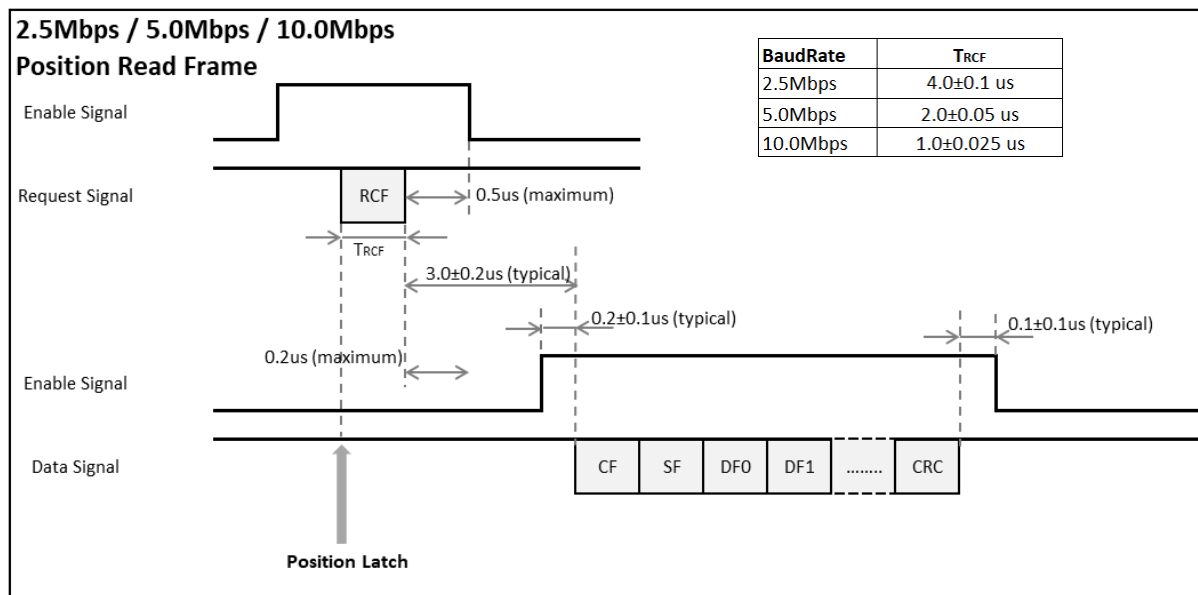 2.5Mbps / 5.0Mbps / 10.0Mbps
Position Read Frame
BaudRate TRCF
2.5Mbps 4.0±0.1 us
5.0Mbps 2.0±0.05 us
10.0Mbps 1.0±0.025 us
Enable Signal
Request Signal
RCF
0.5us (maximum)
TRCF
3.0±0.2us (typical)
0.2±0.1us (typical)
0.1±0.1us (typical)
0.2us (maximum)
Enable Signal
Data Signal
CF SF DF0 DF1 ........ CRC
Position Latch